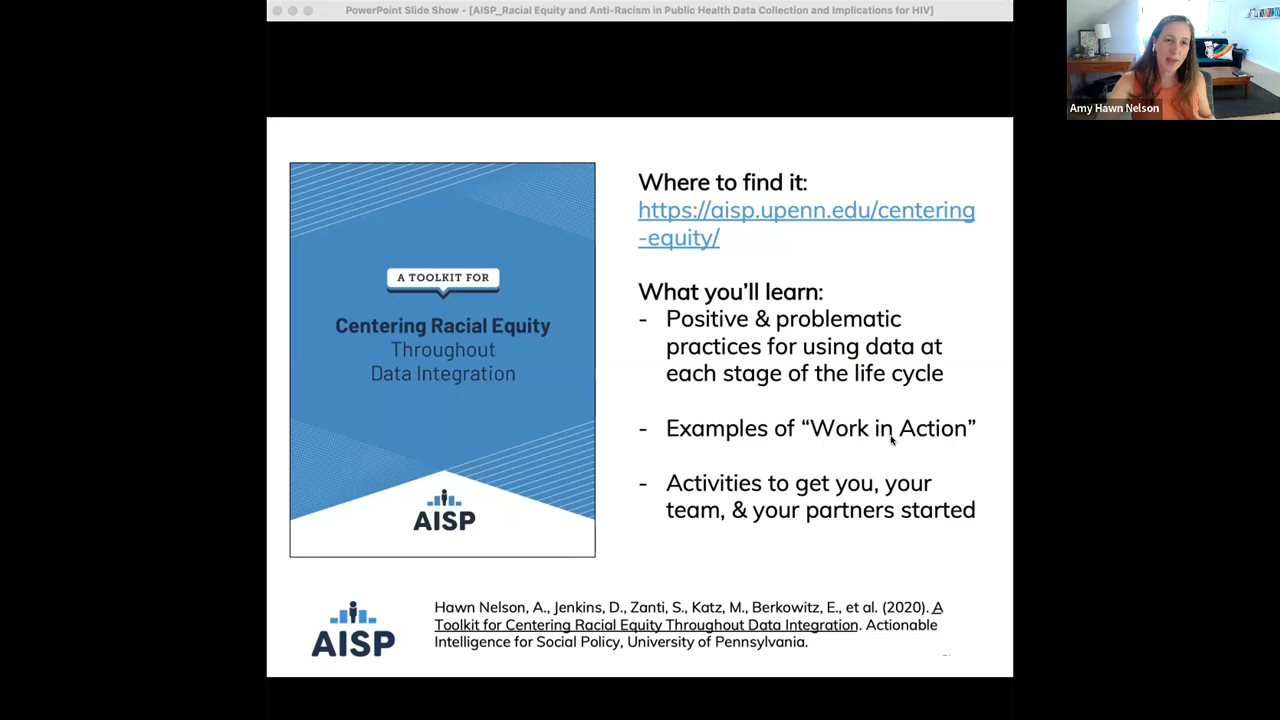 PowerPoint Slide Show - [AISP_Racial Equity and Anti-Racism in Public Health Data Collection and Implications for HIV]
Amy Hawn Nelson
A TOOLKIT FOR
Centering Racial Equity
Throughout
Data Integration
AISP
Where to find it:
https://aisp.upenn.edu/centering
-equity/
What you'll learn:
- Positive & problematic
practices for using data at
each stage of the life cycle
- Examples of “Work in Action”
- Activities to get you, your
team, & your partners started
AISP
Hawn Nelson, A., Jenkins, D., Zanti, S., Katz, M., Berkowitz, E., et al. (2020). A
Toolkit for Centering Racial Equity Throughout Data Integration. Actionable
Intelligence for Social Policy, University of Pennsylvania.